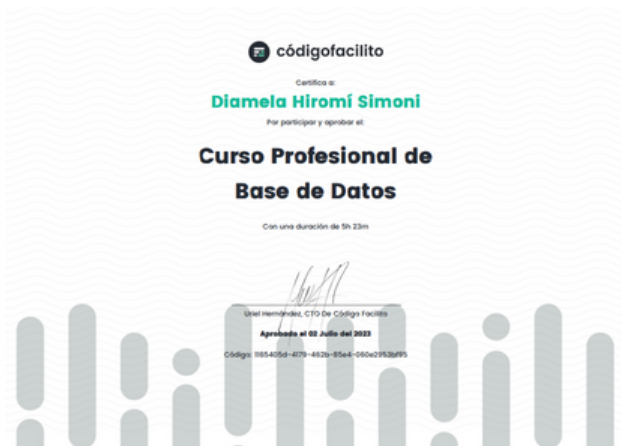 códigofacilito
Certifica a:
Diamela Hiromí Simoni
Por participar y aprobar el:
Curso Profesional de
Base de Datos
Con una duración de 5h 23m
Uriel Hernández, CTO De Código Facilito
Aprobado el 02 Julio del 2023
Código: